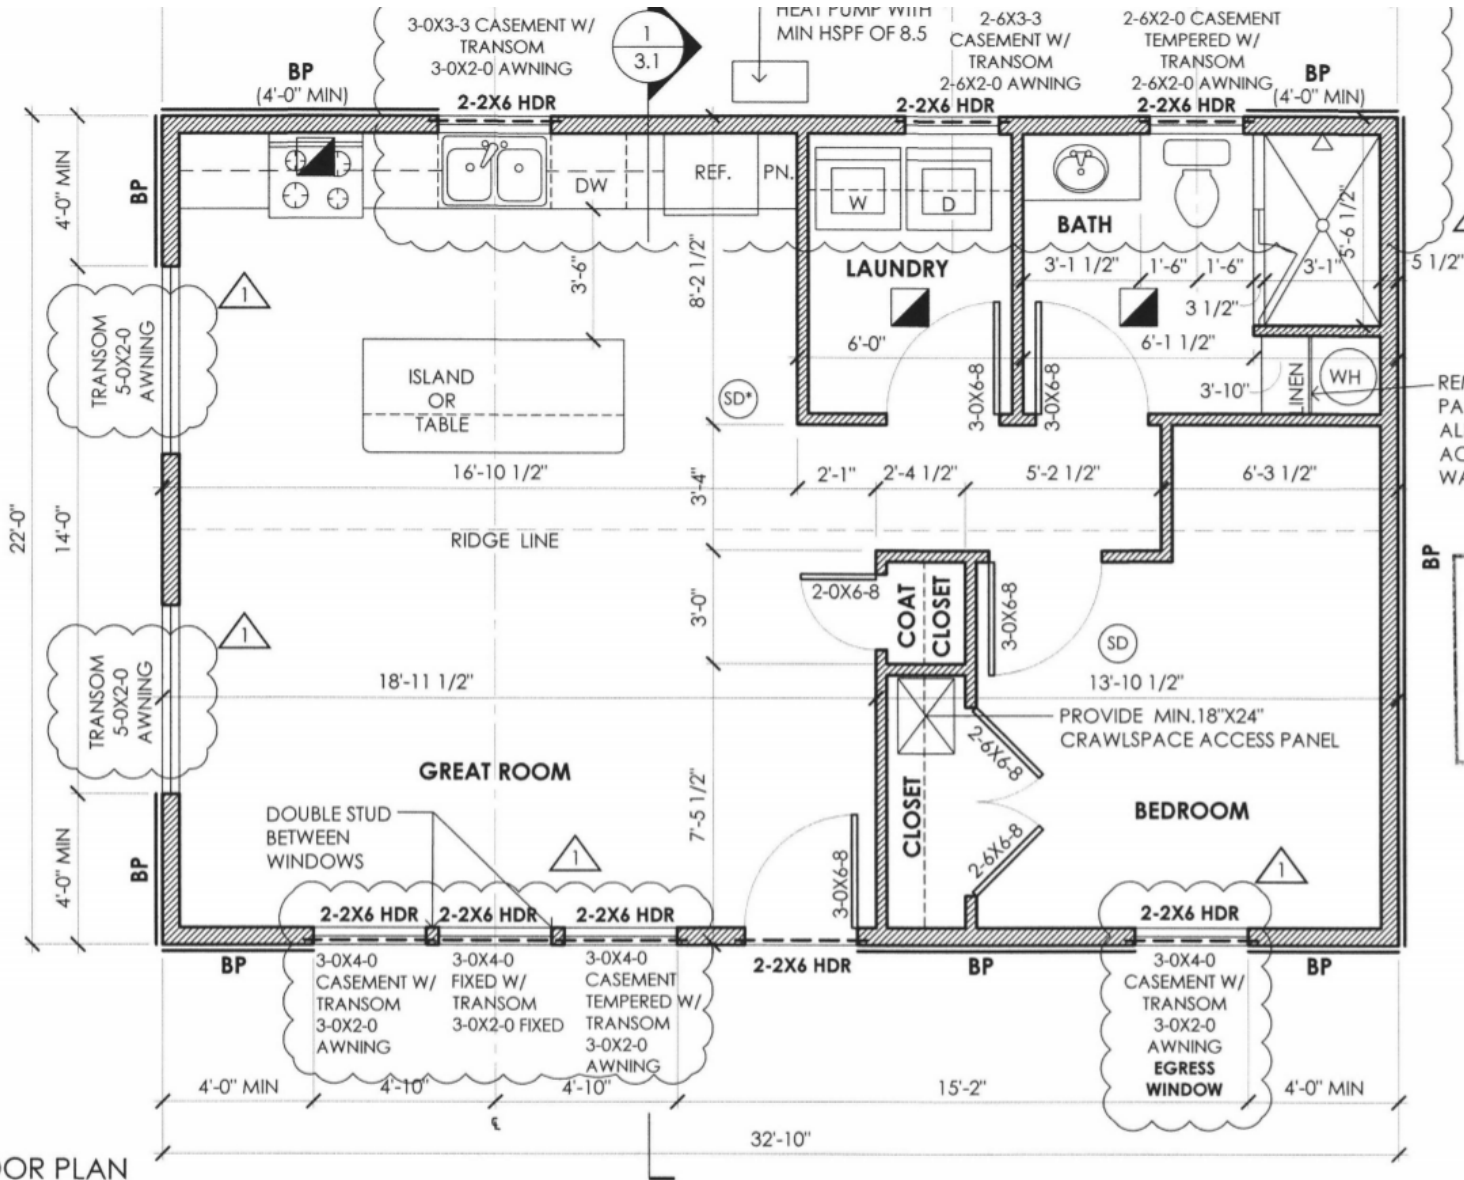 3-0X3-3 CASEMENT W/
TRANSOM
3-0X2-0 AWNING
1
3.1
HEAT PUMP WITH
MIN HSPF OF 8.5
2-6X3-3
CASEMENT W/
TRANSOM
2-6X2-0 AWNING
2-6X2-0 CASEMENT
TEMPERED W/
TRANSOM
2-6X2-0 AWNING
BP
(4'-0" MIN)
2-2X6 HDR
2-2X6 HDR
2-2X6 HDR
BP
(4'-0" MIN)
4'-0" MIN
BP
DW
REF.
PN.
W
D
BATH
5'-6 1/2"
LAUNDRY
3'-1 1/2"
1'-6"
1'-6"
3'-1"
5 1/2"
3'-6"
8'-2 1/2"
3 1/2"
1
TRANSOM
5-0X2-0
AWNING
6'-0"
6'-1 1/2"
ISLAND
OR
TABLE
SD*
3-0X6-8
3-0X6-8
3'-10"
LINEN
WH
REM
PA
AL
AC
WA
16'-10 1/2"
2'-1"
2'-4 1/2"
5'-2 1/2"
6'-3 1/2"
3'-4"
22'-0"
14'-0"
RIDGE LINE
BP
2-0X6-8
COAT
CLOSET
3-0X6-8
3'-0"
SD
1
TRANSOM
5-0X2-0
AWNING
18'-11 1/2"
13'-10 1/2"
PROVIDE MIN.18"X24"
CRAWLSPACE ACCESS PANEL
2-6X6-8
GREAT ROOM
7'-5 1/2"
CLOSET
BEDROOM
DOUBLE STUD
BETWEEN
WINDOWS
1
2-6X6-8
1
4'-0" MIN
BP
3-0X6-8
2-2X6 HDR
2-2X6 HDR
2-2X6 HDR
2-2X6 HDR
BP
2-2X6 HDR
BP
BP
3-0X4-0
CASEMENT W/
TRANSOM
3-0X2-0
AWNING
3-0X4-0
FIXED W/
TRANSOM
3-0X2-0 FIXED
3-0X4-0
CASEMENT
TEMPERED W/
TRANSOM
3-0X2-0
AWNING
3-0X4-0
CASEMENT W/
TRANSOM
3-0X2-0
AWNING
EGRESS
WINDOW
4'-0" MIN
4'-10"
4'-10"
15'-2"
4'-0" MIN
℄
32'-10"
OOR PLAN